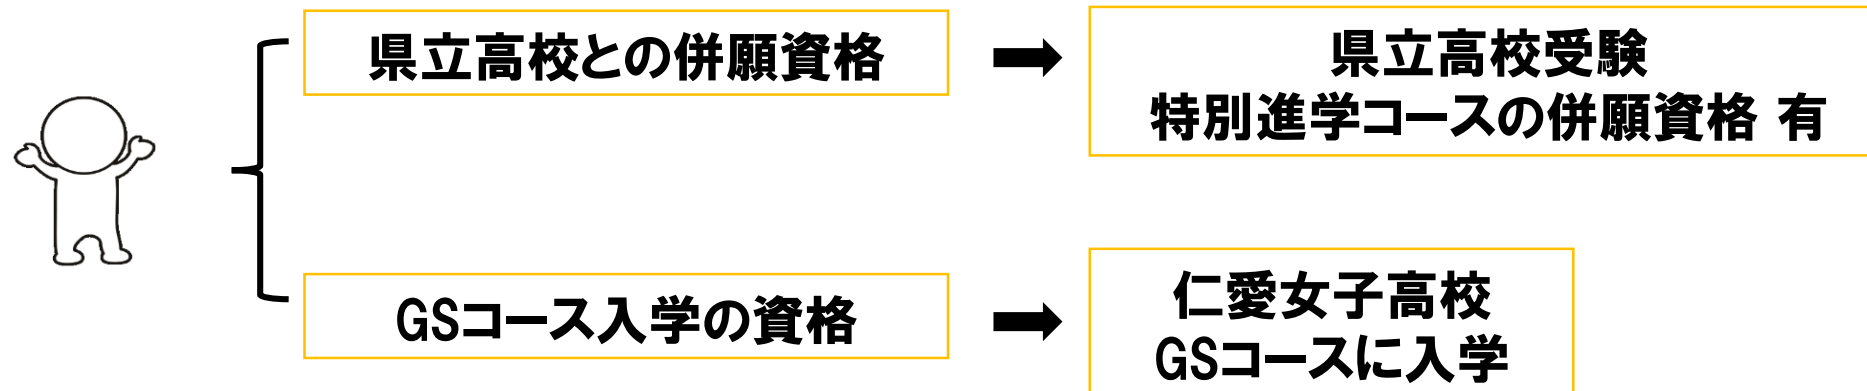 県立高校との併願資格
県立高校受験
特別進学コースの併願資格 有
GSコース入学の資格
仁愛女子高校
GSコースに入学